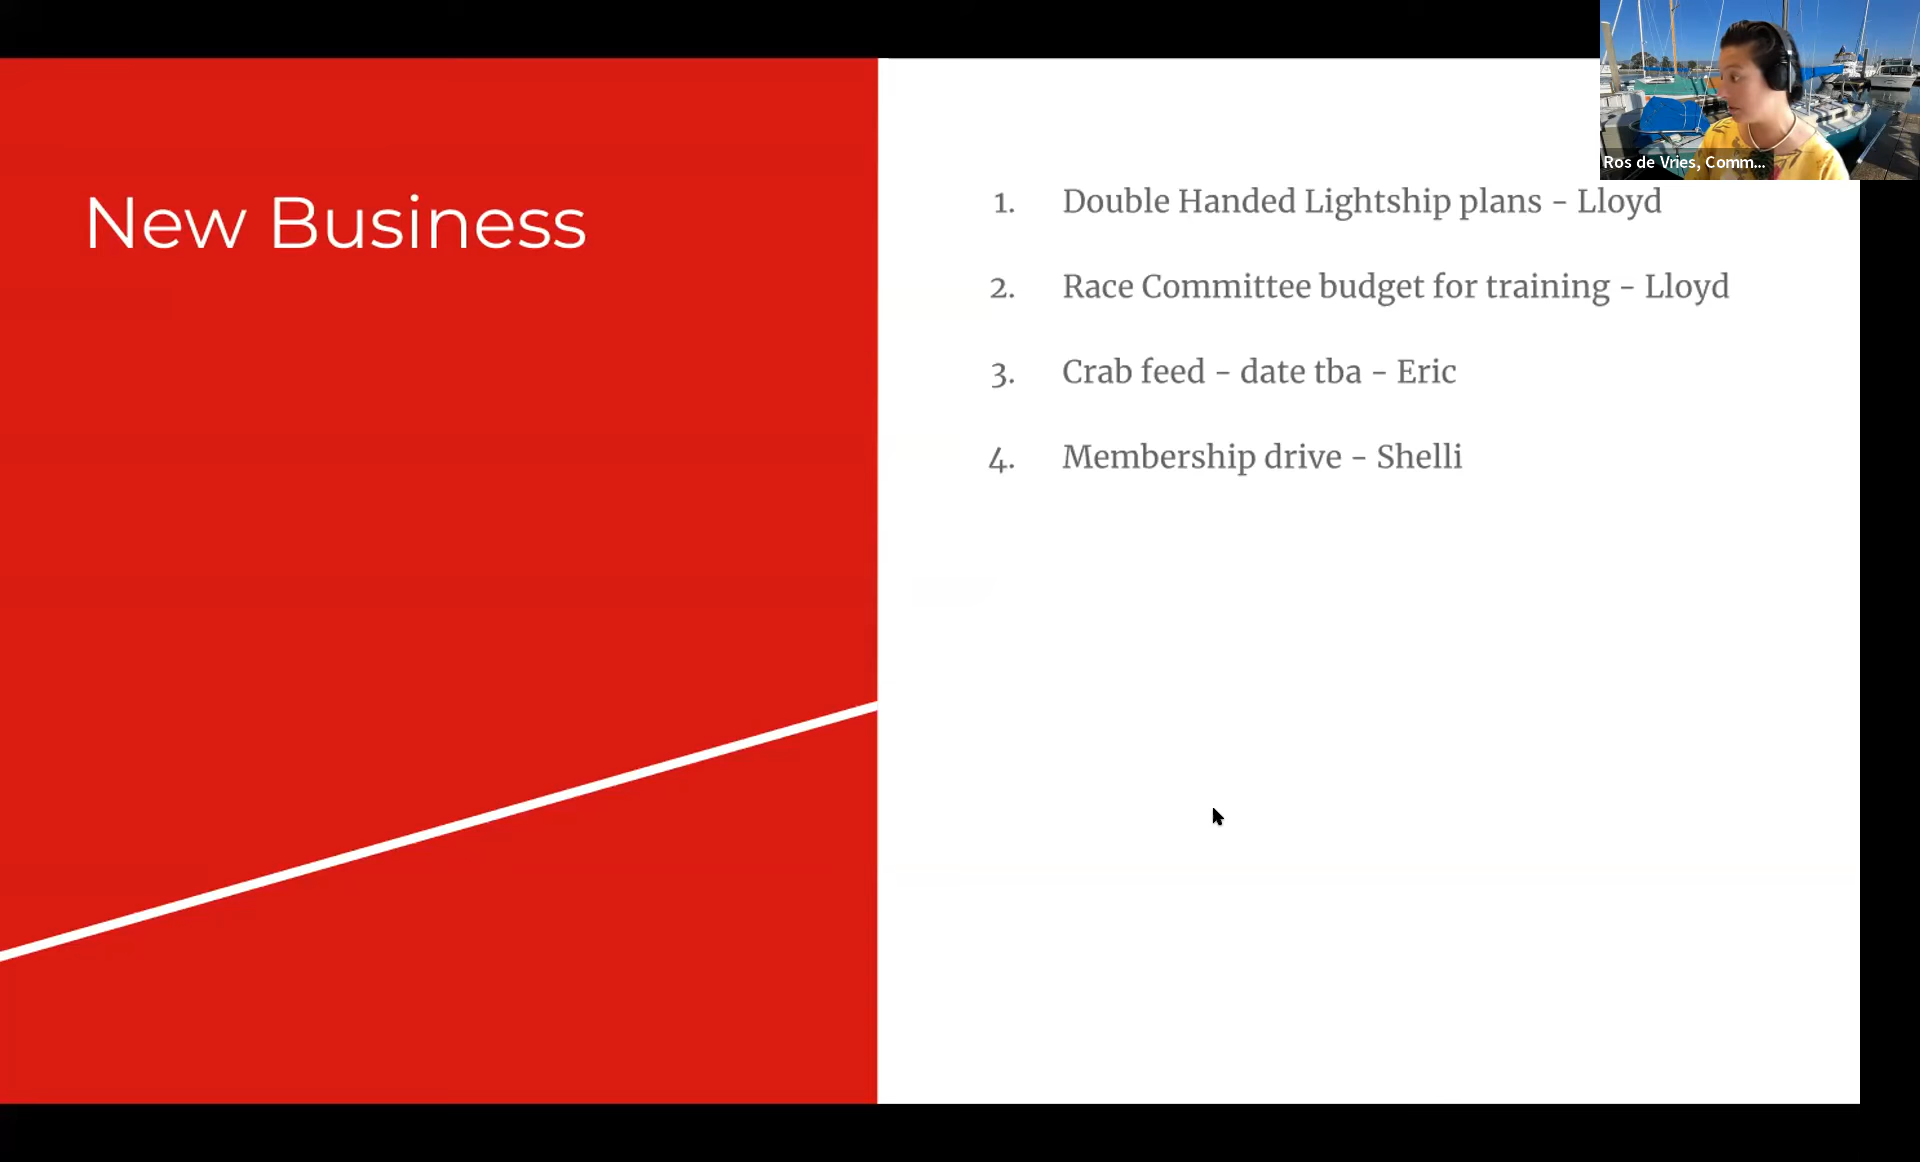 New Business
1. Double Handed Lightship plans - Lloyd
2. Race Committee budget for training - Lloyd
3. Crab feed - date tba - Eric
4. Membership drive - Shelli
Ros de Vries, Comm...